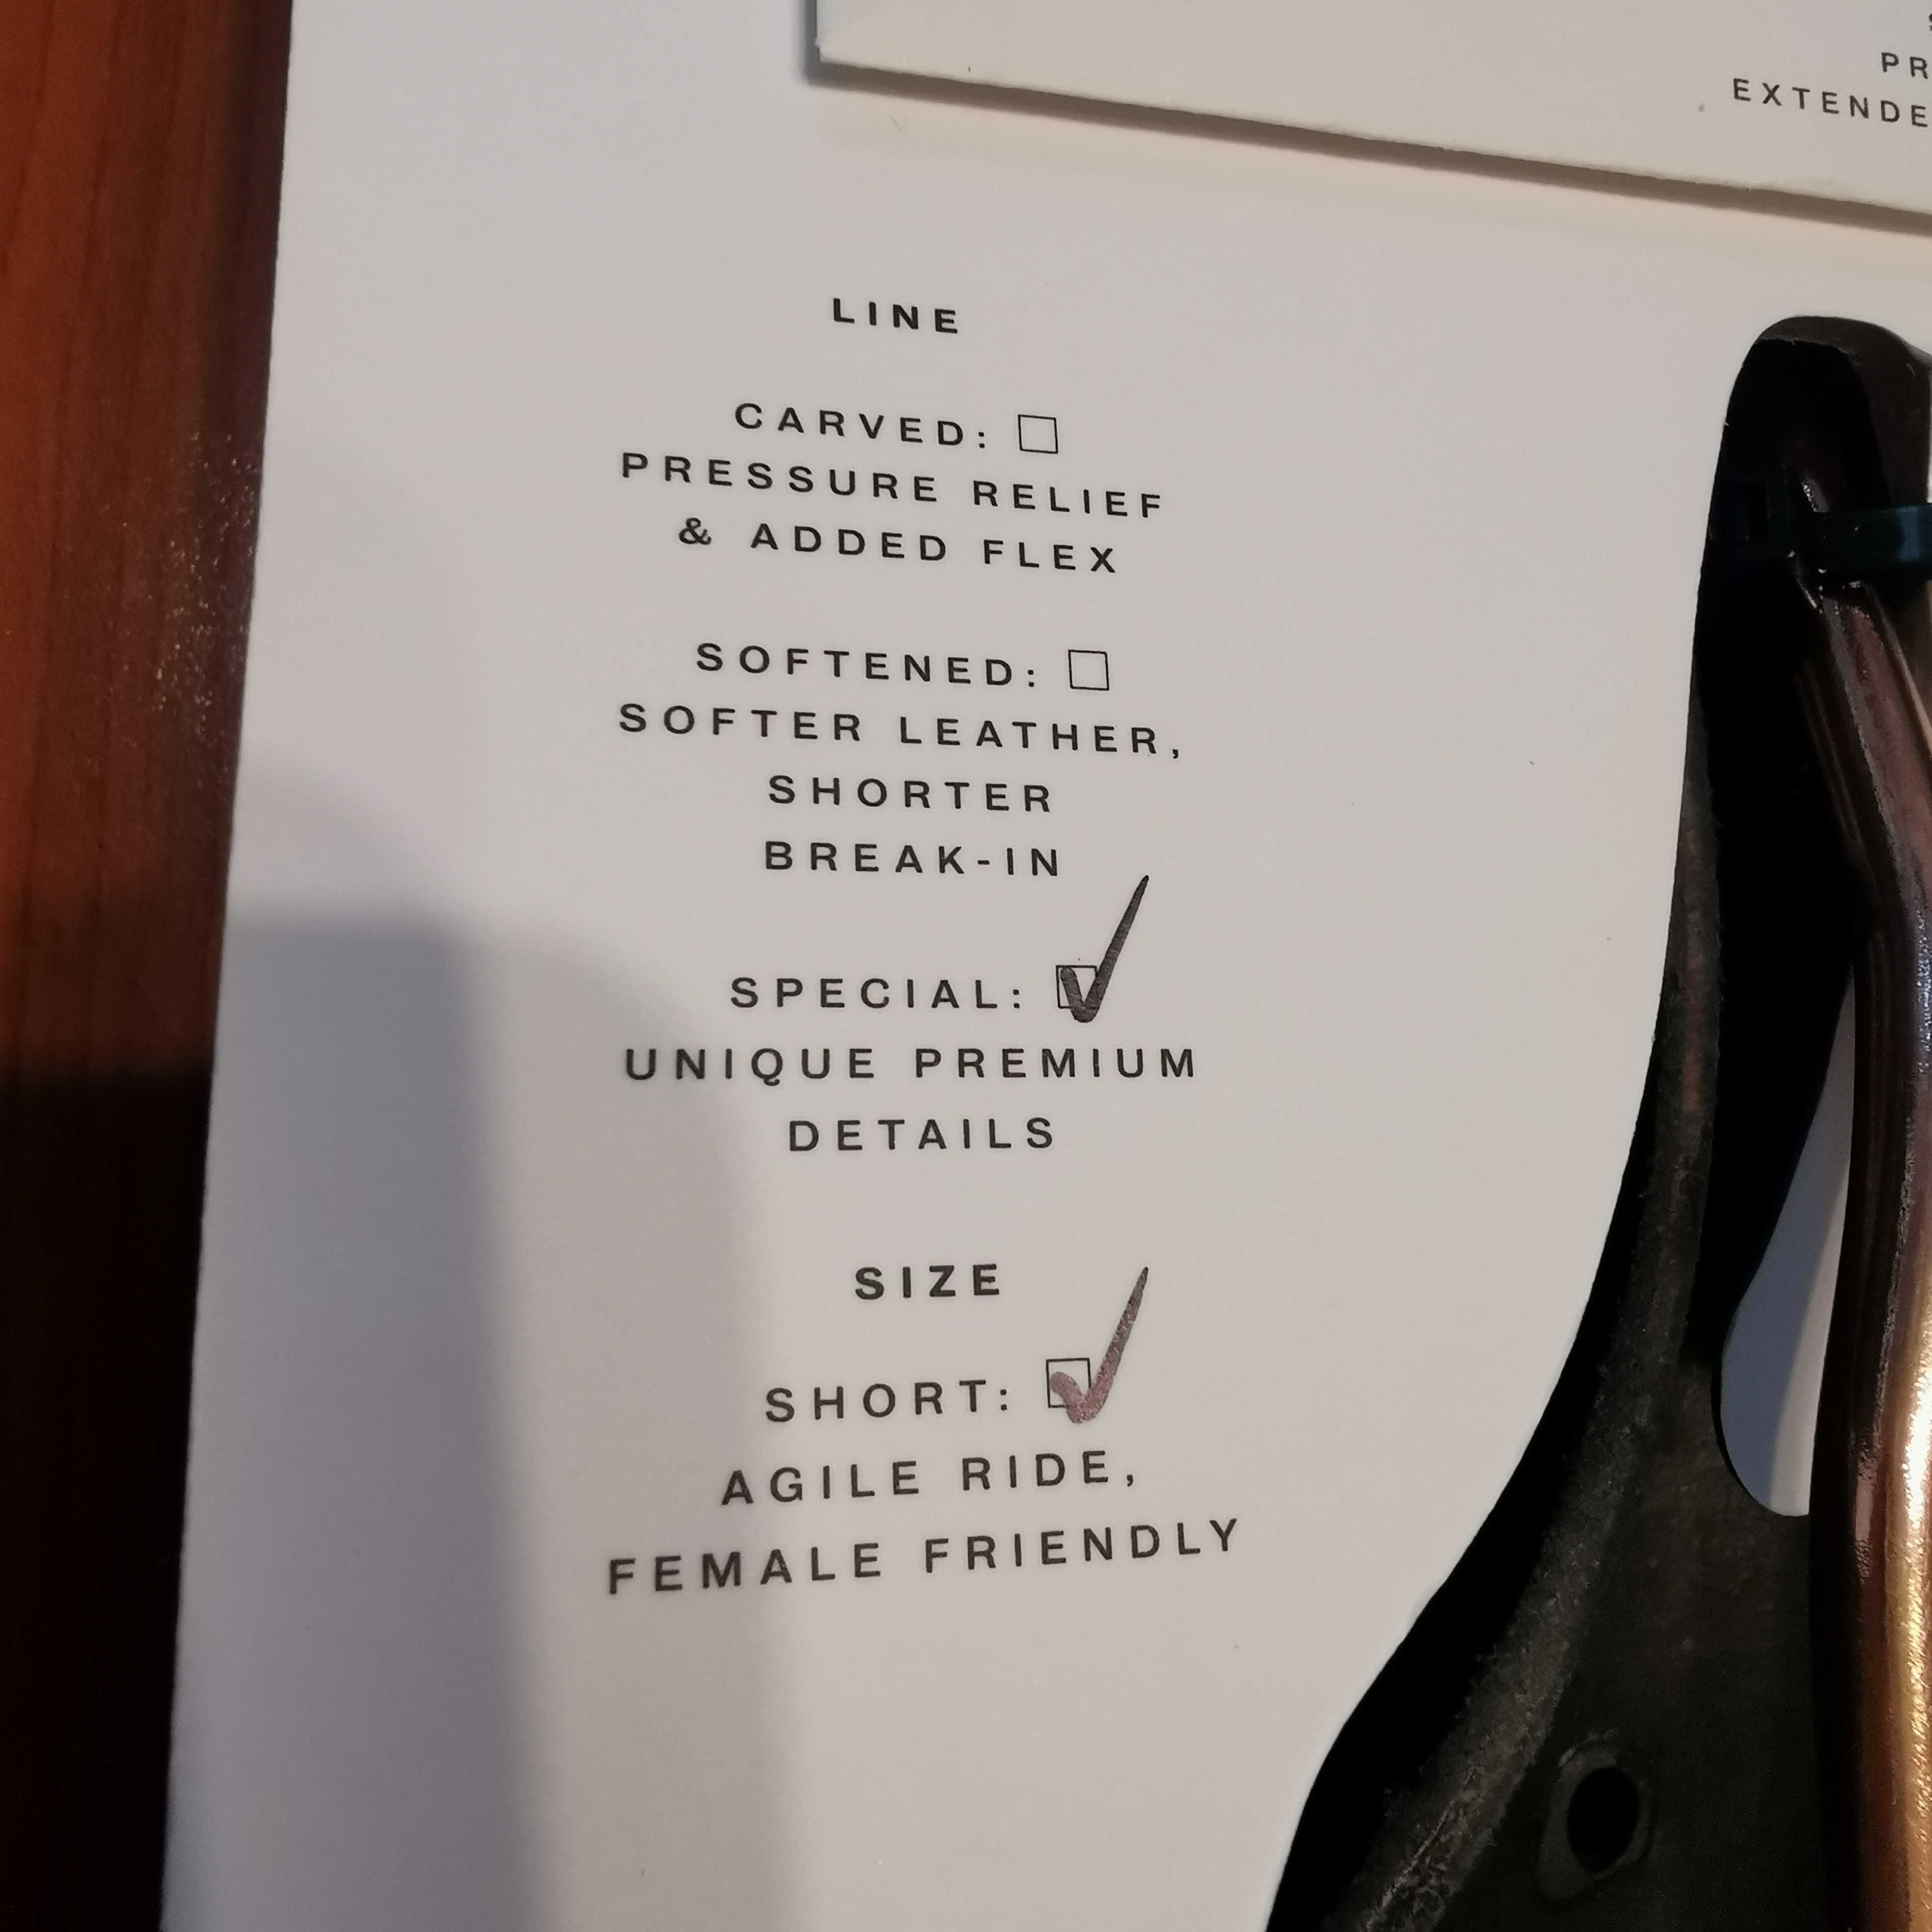 PR
EXTENDE
LINE
CARVED: ☐
PRESSURE RELIEF
& ADDED FLEX
SOFTENED: ☐
SOFTER LEATHER,
SHORTER
BREAK-IN
SPECIAL: ☑
UNIQUE PREMIUM
DETAILS
SIZE
SHORT: ☑
AGILE RIDE,
FEMALE FRIENDLY